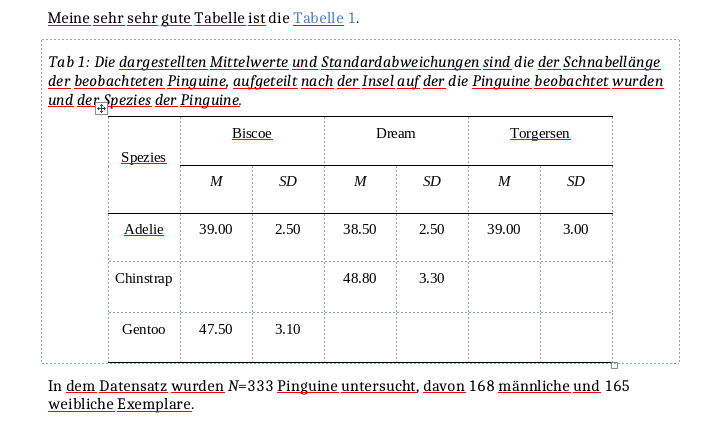 Meine sehr sehr gute Tabelle ist die Tabelle 1.
Tab 1: Die dargestellten Mittelwerte und Standardabweichungen sind die der Schnabellänge
der beobachteten Pinguine, aufgeteilt nach der Insel auf der die Pinguine beobachtet wurden
und der Spezies der Pinguine.
Spezies Biscoe Dream Torgersen
M SD M SD M SD
Adelie 39.00 2.50 38.50 2.50 39.00 3.00
Chinstrap 48.80 3.30
Gentoo 47.50 3.10
In dem Datensatz wurden N=333 Pinguine untersucht, davon 168 männliche und 165
weibliche Exemplare.